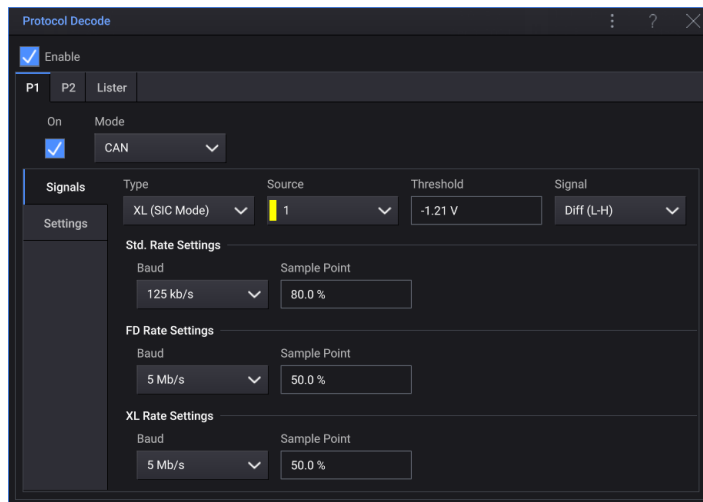 Protocol Decode ?
Enable
P1 P2 Lister
On Mode
CAN
Signals
Settings
Type Source Threshold Signal
XL (SIC Mode) 1 -1.21 V Diff (L-H)
Std. Rate Settings
Baud Sample Point
125 kb/s 80.0 %
FD Rate Settings
Baud Sample Point
5 Mb/s 50.0 %
XL Rate Settings
Baud Sample Point
5 Mb/s 50.0 %